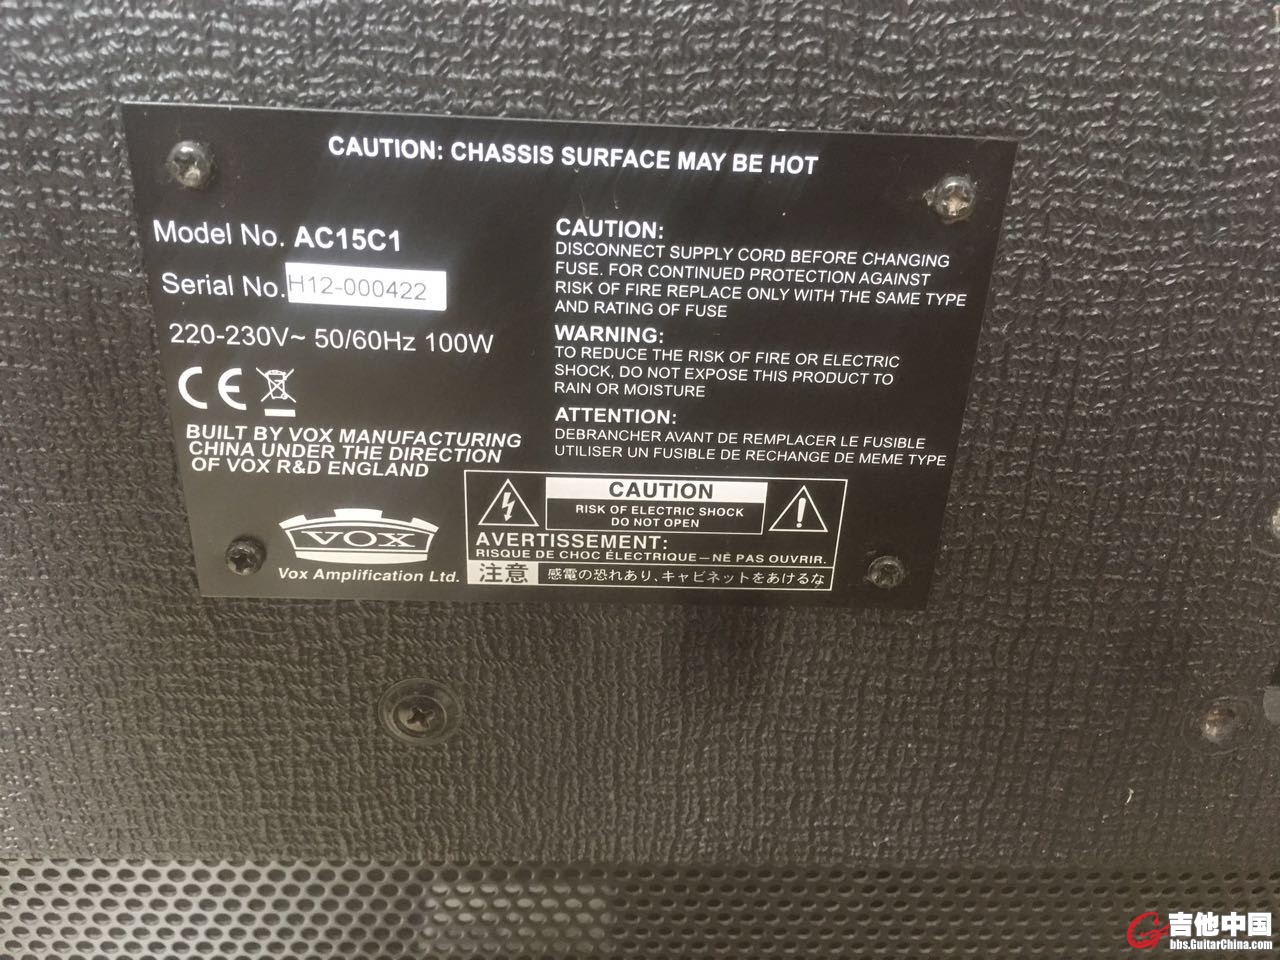 CAUTION: CHASSIS SURFACE MAY BE HOT
Model No. AC15C1
Serial No. H12-000422
220-230V~ 50/60Hz 100W
CE
BUILT BY VOX MANUFACTURING
CHINA UNDER THE DIRECTION
OF VOX R&D ENGLAND
VOX
Vox Amplification Ltd.
CAUTION:
DISCONNECT SUPPLY CORD BEFORE CHANGING
FUSE. FOR CONTINUED PROTECTION AGAINST
RISK OF FIRE REPLACE ONLY WITH THE SAME TYPE
AND RATING OF FUSE
WARNING:
TO REDUCE THE RISK OF FIRE OR ELECTRIC
SHOCK, DO NOT EXPOSE THIS PRODUCT TO
RAIN OR MOISTURE
ATTENTION:
DEBRANCHER AVANT DE REMPLACER LE FUSIBLE
UTILISER UN FUSIBLE DE RECHANGE DE MEME TYPE
CAUTION
RISK OF ELECTRIC SHOCK
DO NOT OPEN
AVERTISSEMENT:
RISQUE DE CHOC ÉLECTRIQUE—NE PAS OUVRIR.
注意 感電の恐れあり、キャビネットをあけるな
吉他中国
bbs.GuitarChina.com